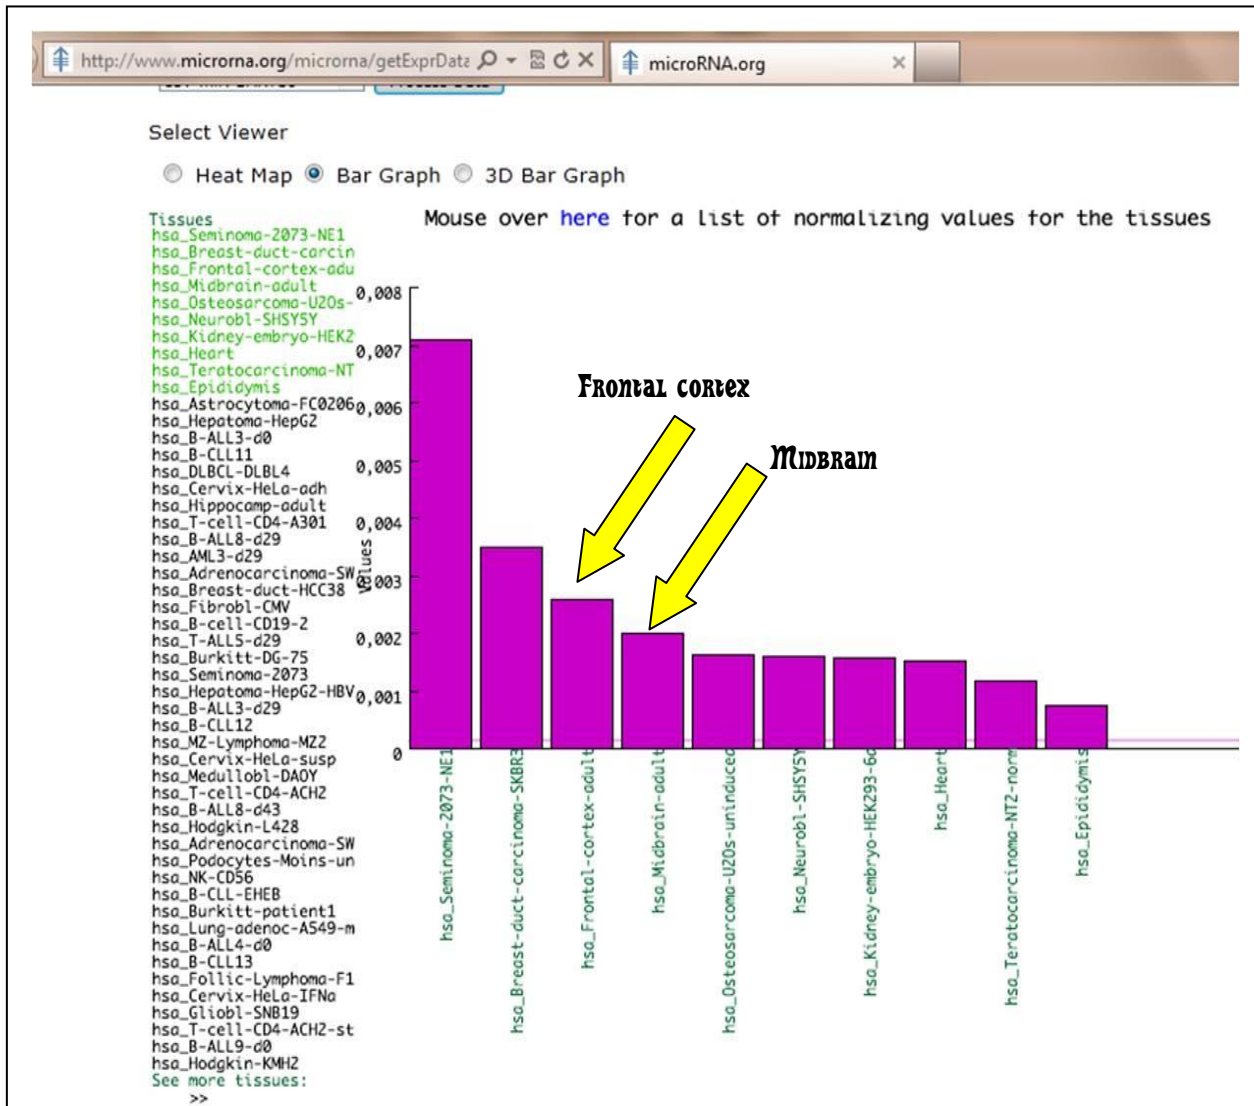 http://www.microrna.org/microrna/getExprData
microRNA.org
Select Viewer
Heat Map
Bar Graph
3D Bar Graph
Mouse over here for a list of normalizing values for the tissues
Tissues
hsa_Seminoma-2073-NE1
hsa_Breast-duct-carcin
hsa_Frontal-cortex-adu
hsa_Midbrain-adult
hsa_Osteosarcoma-U2Os-
hsa_Neurobl-SHSY5Y
hsa_Kidney-embryo-HEK2
hsa_Heart
hsa_Teratocarcinoma-NT
hsa_Epididymis
hsa_Astrocytoma-FC0206
hsa_Hepatoma-HepG2
hsa_B-ALL3-d0
hsa_B-CLL11
hsa_DLBCL-DLBL4
hsa_Cervix-HeLa-adh
hsa_Hippocamp-adult
hsa_T-cell-CD4-A301
hsa_B-ALL8-d29
hsa_AML3-d29
hsa_Adrenocarcinoma-SW
hsa_Breast-duct-HCC38
hsa_Fibrobl-CMV
hsa_B-cell-CD19-2
hsa_T-ALL5-d29
hsa_Burkitt-DG-75
hsa_Seminoma-2073
hsa_Hepatoma-HepG2-HBV
hsa_B-ALL3-d29
hsa_B-CLL12
hsa_MZ-Lymphoma-MZ2
hsa_Cervix-HeLa-susp
hsa_Medullobl-DAOY
hsa_T-cell-CD4-ACH2
hsa_B-ALL8-d43
hsa_Hodgkin-L428
hsa_Adrenocarcinoma-SW
hsa_Podocytes-Moins-un
hsa_NK-CD56
hsa_B-CLL-EHEB
hsa_Burkitt-patient1
hsa_Lung-adenoc-A549-m
hsa_B-ALL4-d0
hsa_B-CLL13
hsa_Follic-Lymphoma-F1
hsa_Cervix-HeLa-IFNa
hsa_Gliobl-SNB19
hsa_T-cell-CD4-ACH2-st
hsa_B-ALL9-d0
hsa_Hodgkin-KMH2
See more tissues:
>>
0,008
0,007
0,006
0,005
0,004
0,003
0,002
0,001
0
Values
Frontal cortex
Midbrain
hsa_Seminoma-2073-NE1
hsa_Breast-duct-carcinoma-SKBR3
hsa_Frontal-cortex-adult
hsa_Midbrain-adult
hsa_Osteosarcoma-U2Os-uninduced
hsa_Neurobl-SHSY5Y
hsa_Kidney-embryo-HEK293-6d
hsa_Heart
hsa_Teratocarcinoma-NT2-norm
hsa_Epididymis